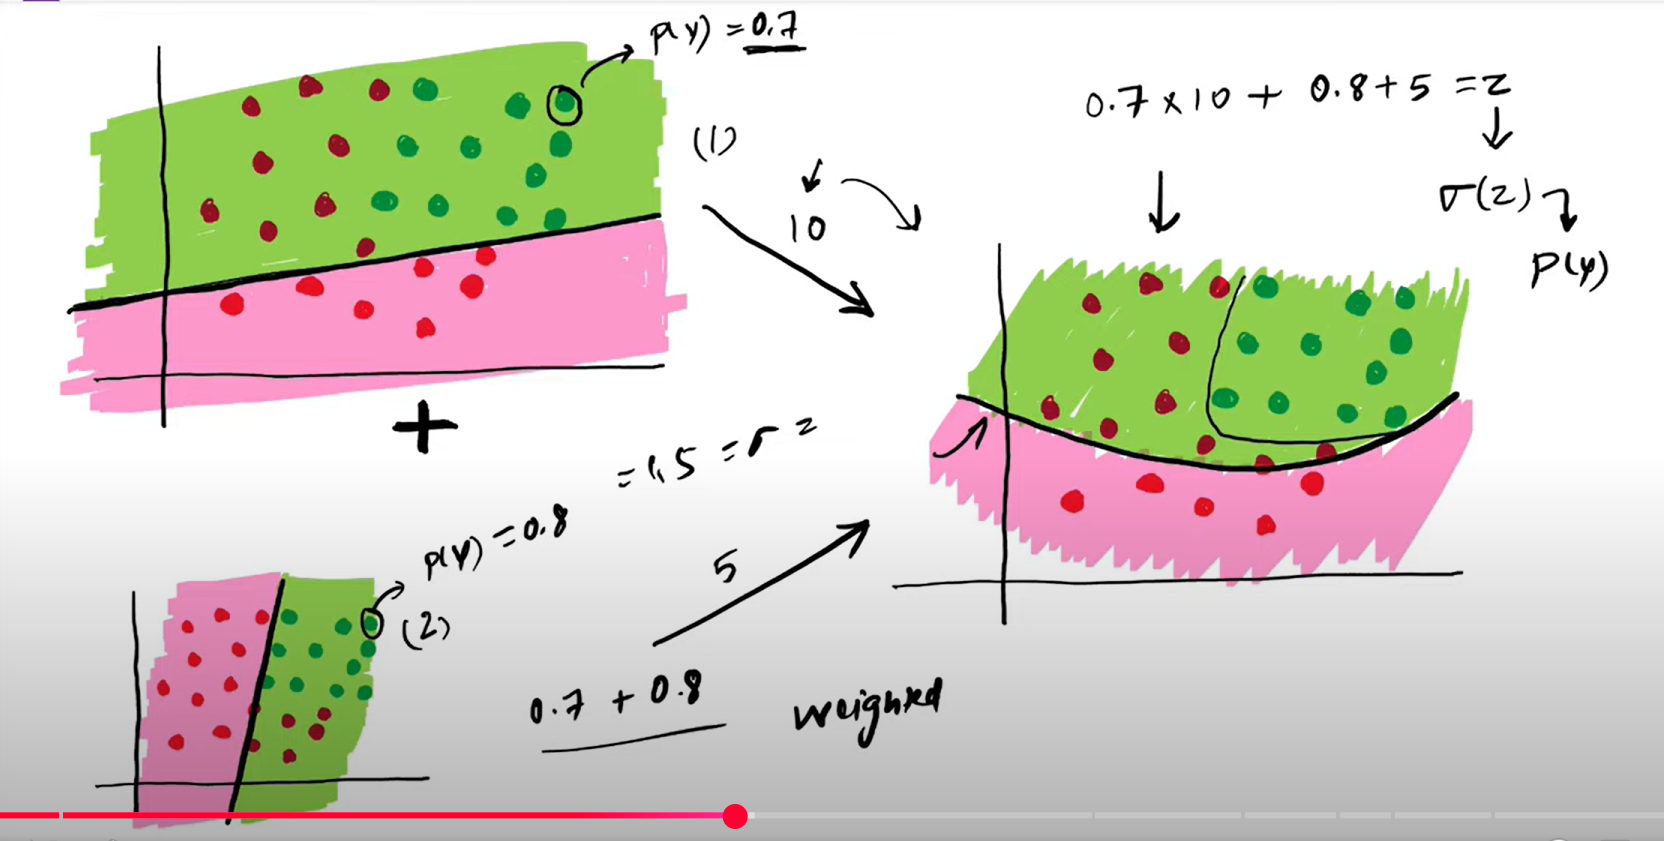 P(Y) = 0.7
(1)
10
0.7 x 10 + 0.8 + 5 = z
σ(z)
P(y)
+
= 1.5 = σ z
P(Y) = 0.8
(2)
5
0.7 + 0.8
weighted